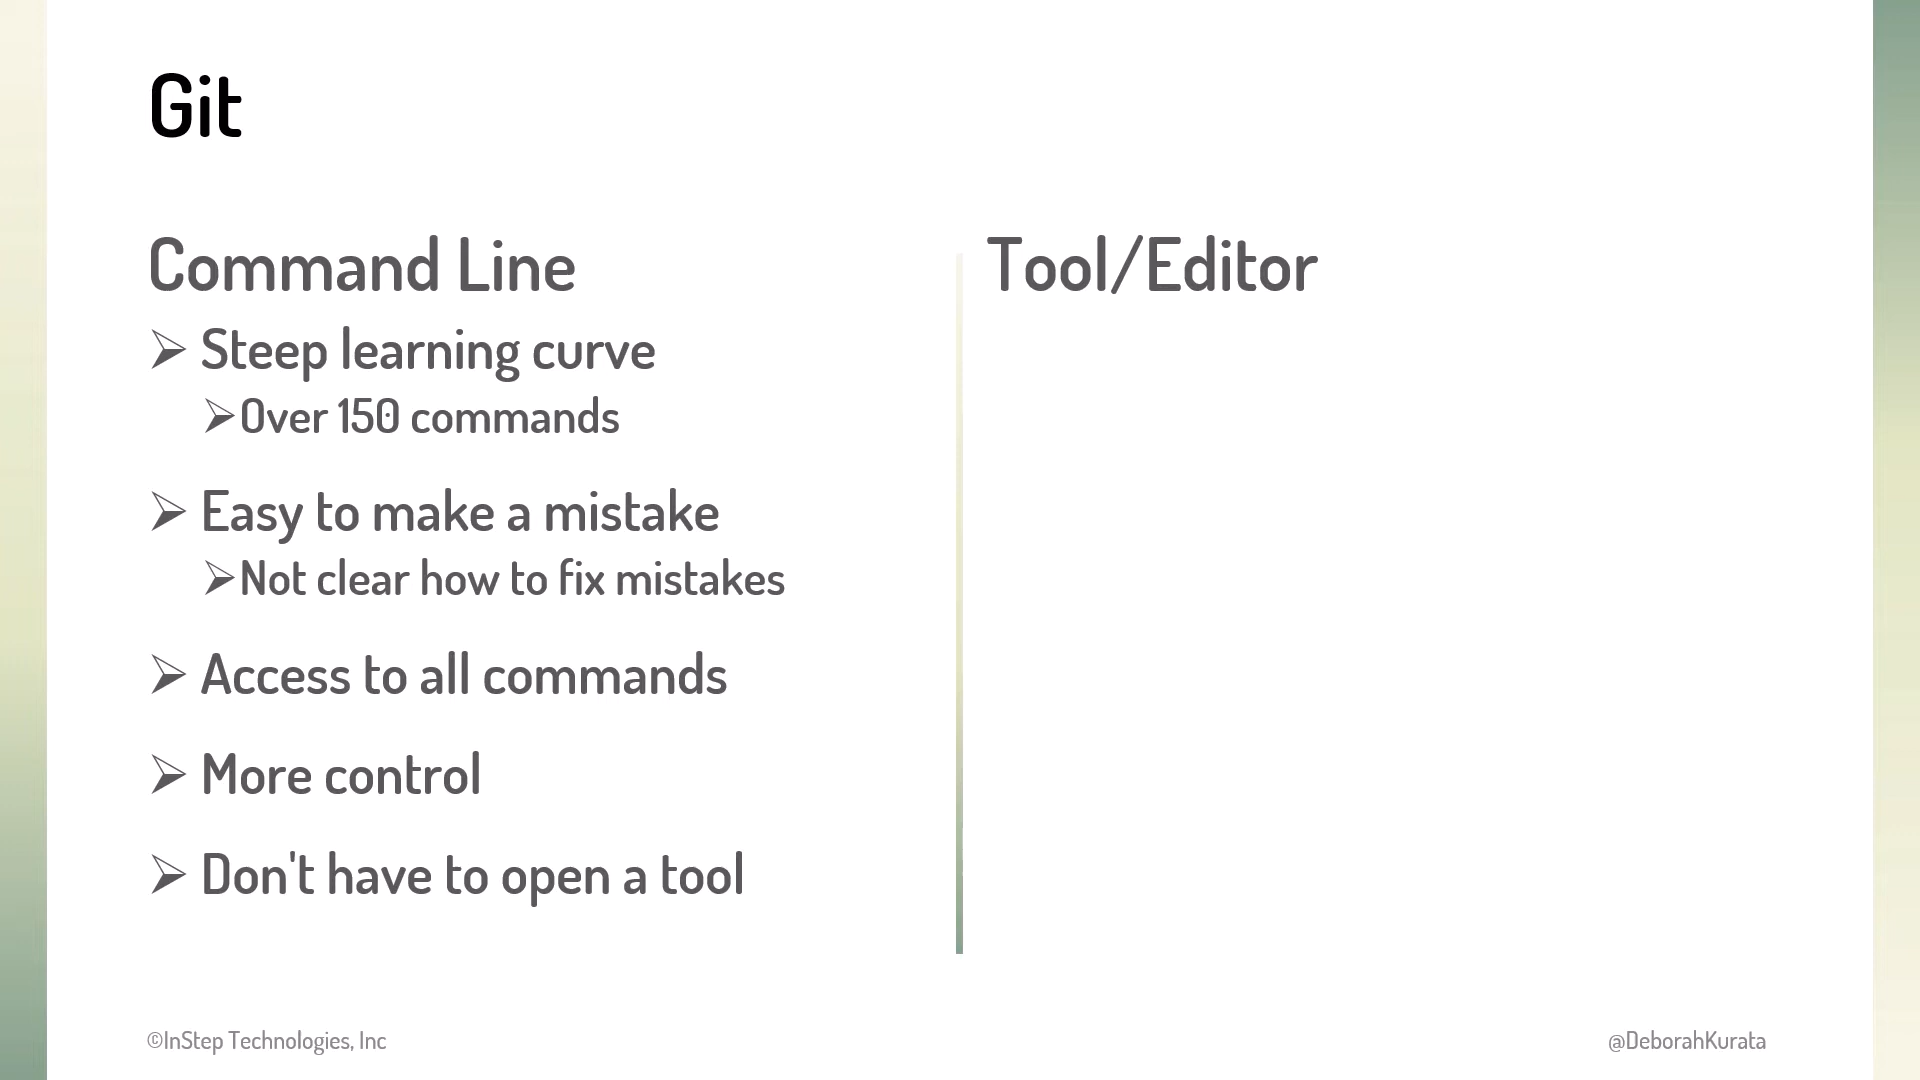 Git
Command Line
➢ Steep learning curve
➢ Over 150 commands
➢ Easy to make a mistake
➢ Not clear how to fix mistakes
➢ Access to all commands
➢ More control
➢ Don't have to open a tool
Tool/Editor
©InStep Technologies, Inc
@DeborahKurata